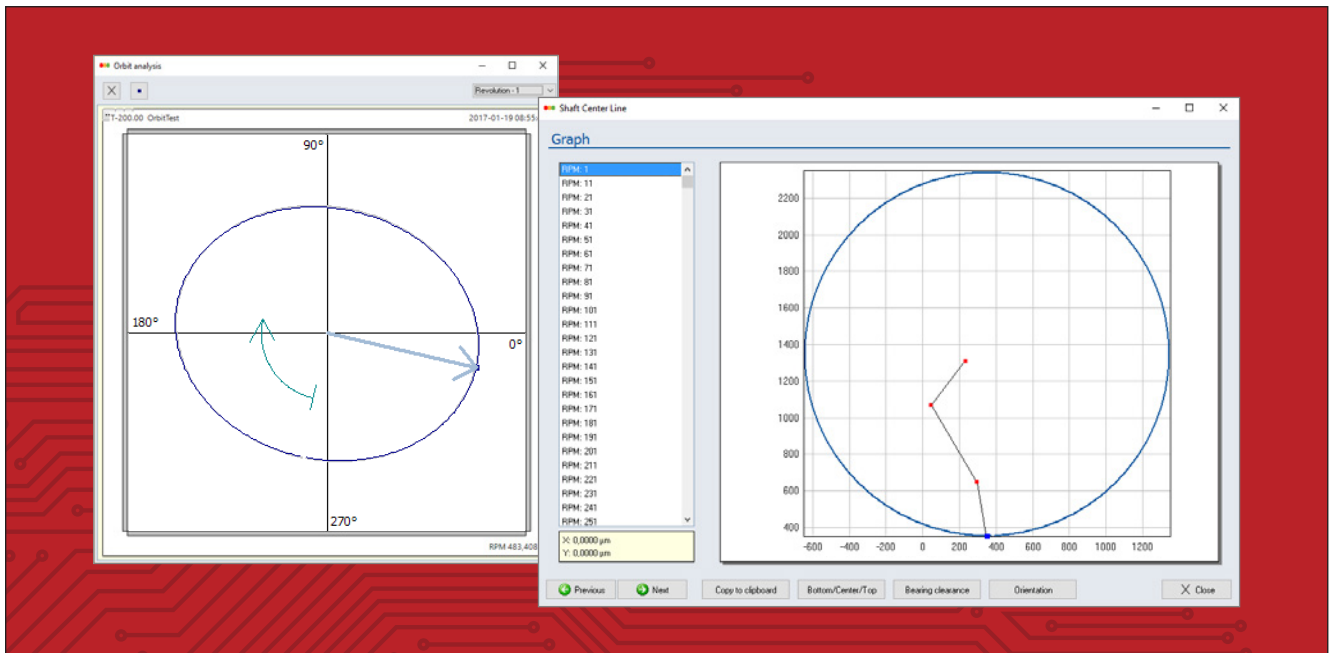 Orbit analysis
Revolution - 1
T-200.00 OrbitTest
2017-01-19 08:55:
90°
180°
0°
270°
RPM 483,408
Shaft Center Line
Graph
RPM: 1
RPM: 11
RPM: 21
RPM: 31
RPM: 41
RPM: 51
RPM: 61
RPM: 71
RPM: 81
RPM: 91
RPM: 101
RPM: 111
RPM: 121
RPM: 131
RPM: 141
RPM: 151
RPM: 161
RPM: 171
RPM: 181
RPM: 191
RPM: 201
RPM: 211
RPM: 221
RPM: 231
RPM: 241
RPM: 251
X: 0,0000 µm
Y: 0,0000 µm
2200
2000
1800
1600
1400
1200
1000
800
600
400
-600 -400 -200 0 200 400 600 800 1000 1200
Previous Next Copy to clipboard Bottom/Center/Top Bearing clearance Orientation Close